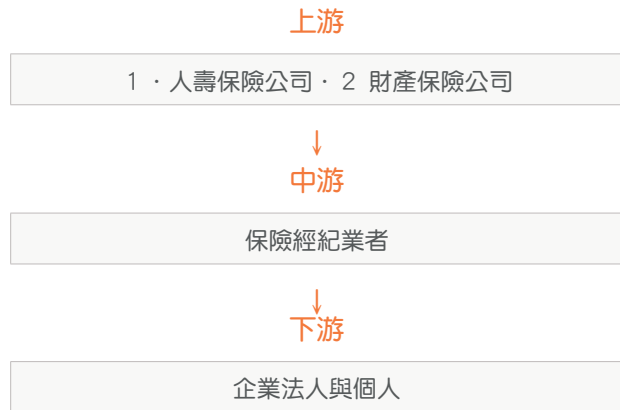 上游
1 ‧人壽保險公司‧ 2 財產保險公司
↓
中游
保險經紀業者
↓
下游
企業法人與個人